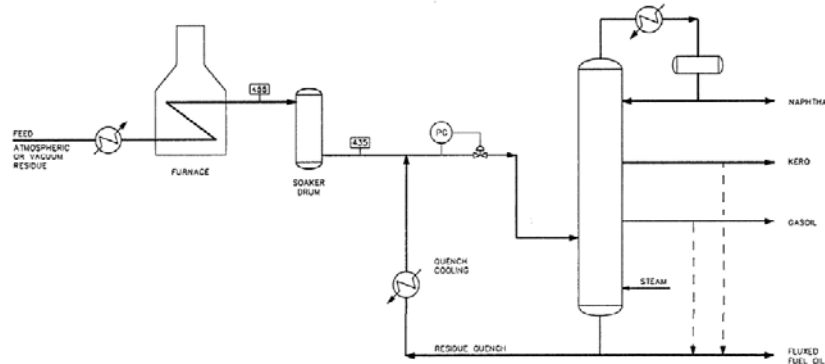 FEED
ATMOSPHERIC
OR VACUUM
RESIDUE
FURNACE
SOAKER
DRUM
435
PC
QUENCH
COOLING
RESIDUE QUENCH
STEAM
NAPHTHA
KERO
GASOIL
FLUXED
FUEL OIL